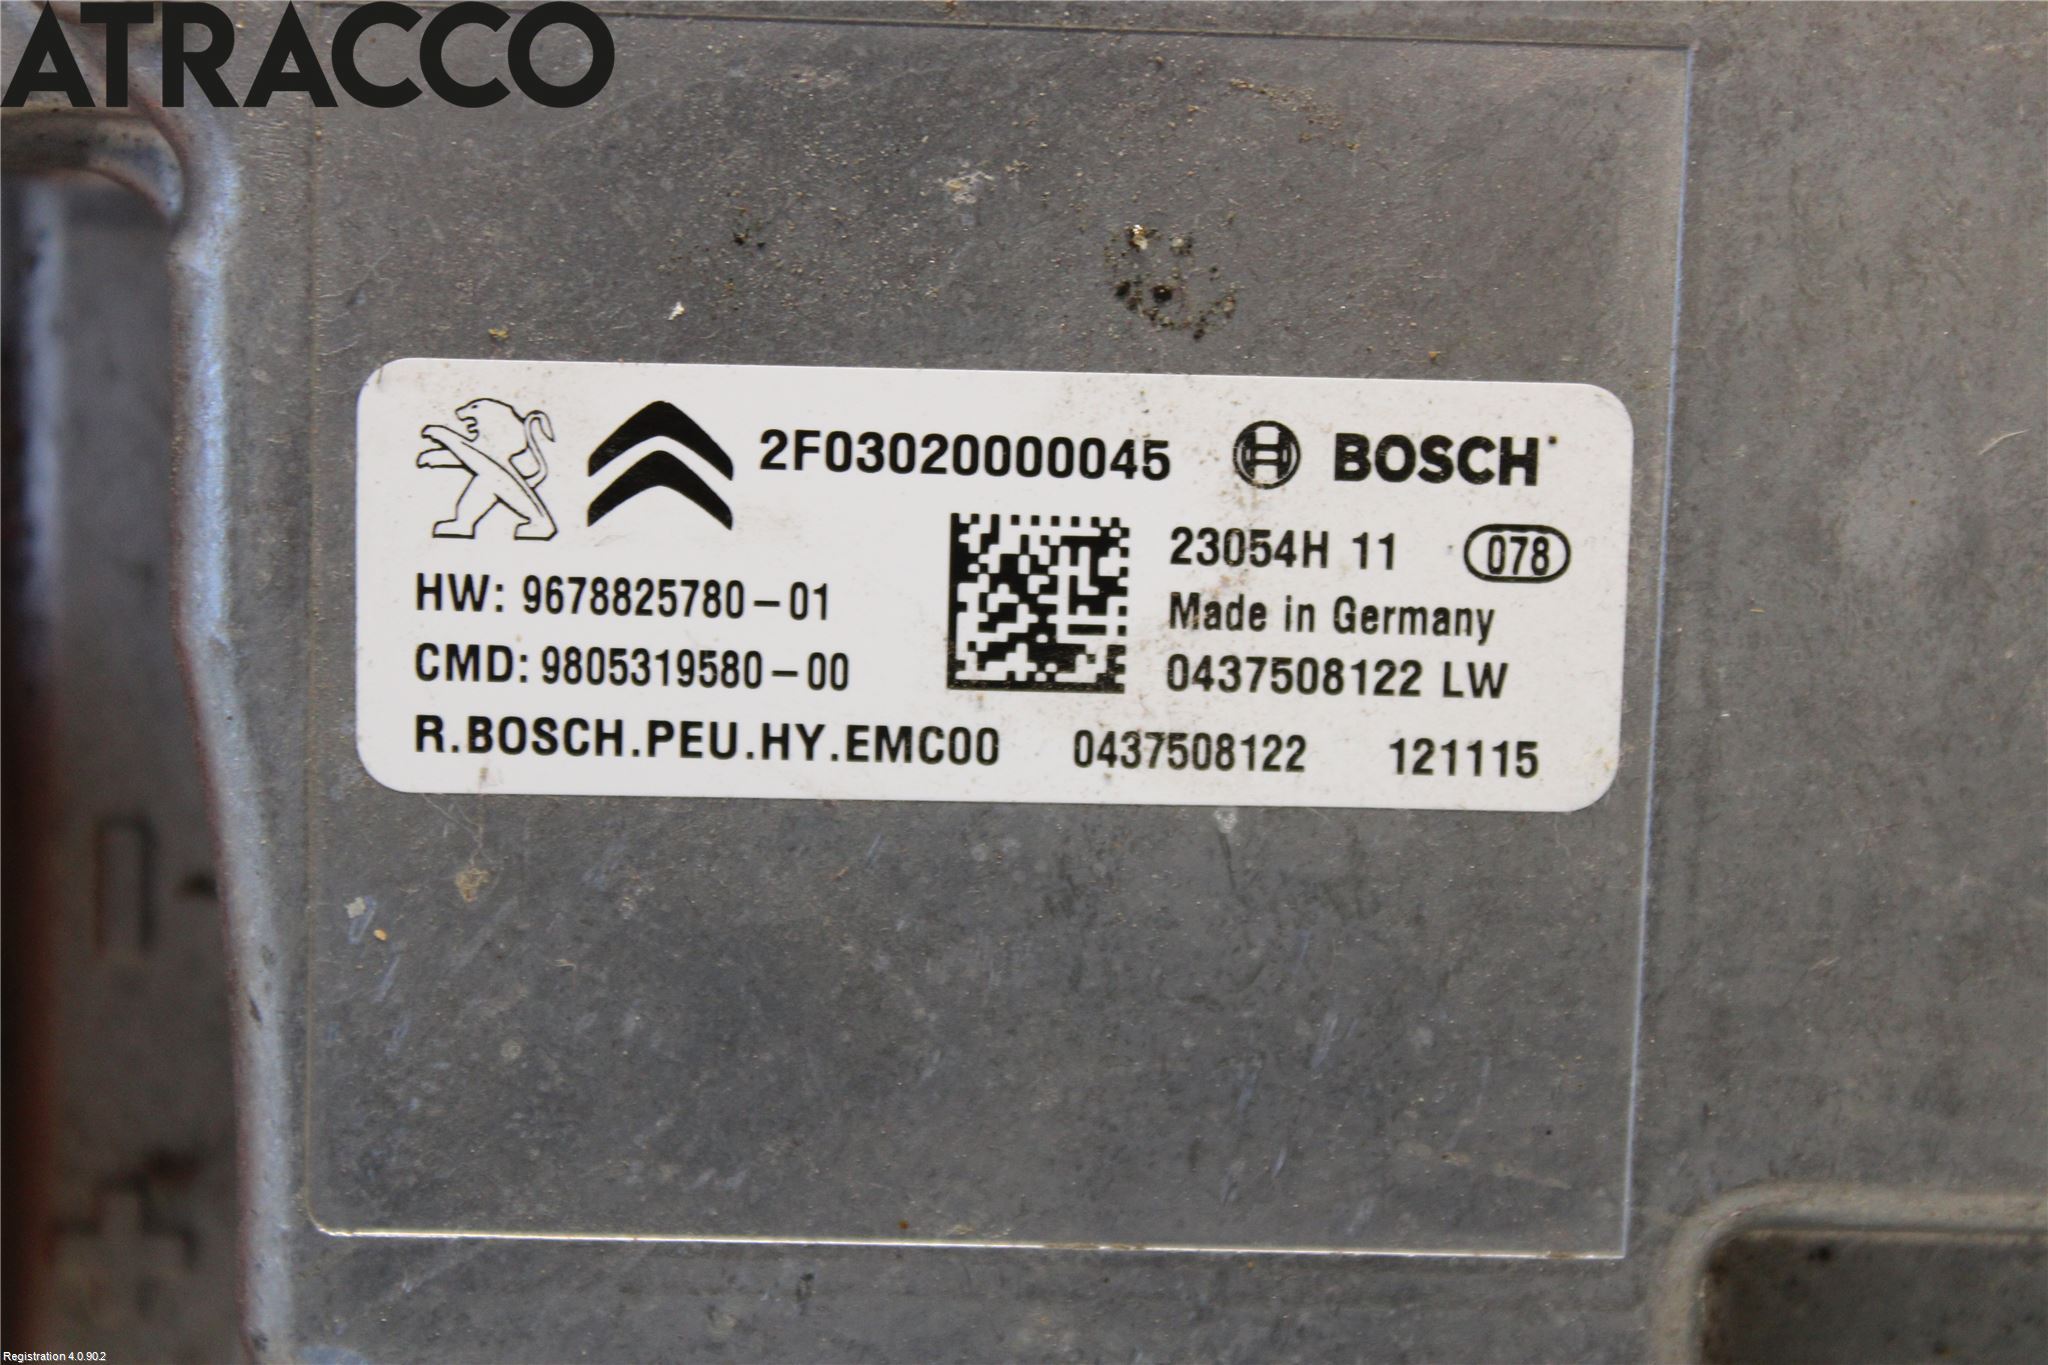 ATRACCO
2F03020000045 BOSCH
23054H 11 078
HW: 9678825780-01 Made in Germany
CMD: 9805319580-00 0437508122 LW
R.BOSCH.PEU.HY.EMC00 0437508122 121115
Registration 4.0.90.2